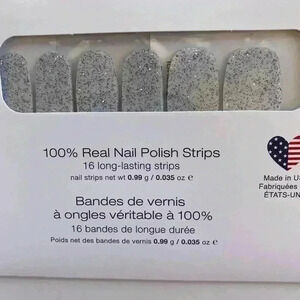 100% Real Nail Polish Strips
16 long-lasting strips
nail strips net wt 0.99 g / 0.035 oz ℮
Bandes de vernis
à ongles véritable à 100%
16 bandes de longue durée
Poids net des bandes de vernis 0.99 g / 0.035 oz ℮
Made in
Fabriquées
ÉTATS-UN